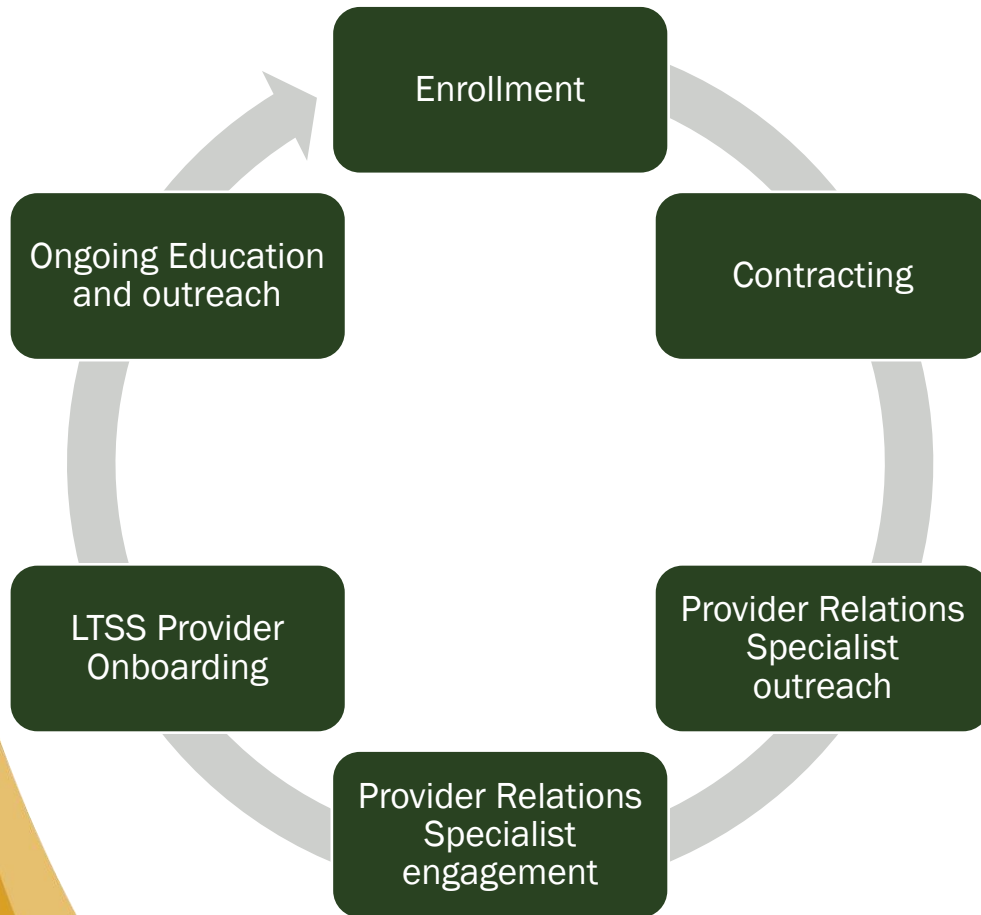 Enrollment
Contracting
Provider Relations
Specialist
outreach
Provider Relations
Specialist
engagement
LTSS Provider
Onboarding
Ongoing Education
and outreach